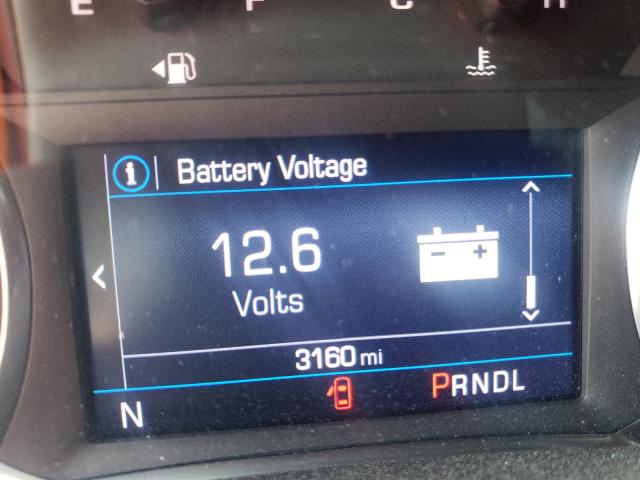 E F C H
Battery Voltage
12.6
Volts
3160 mi
N PRNDL